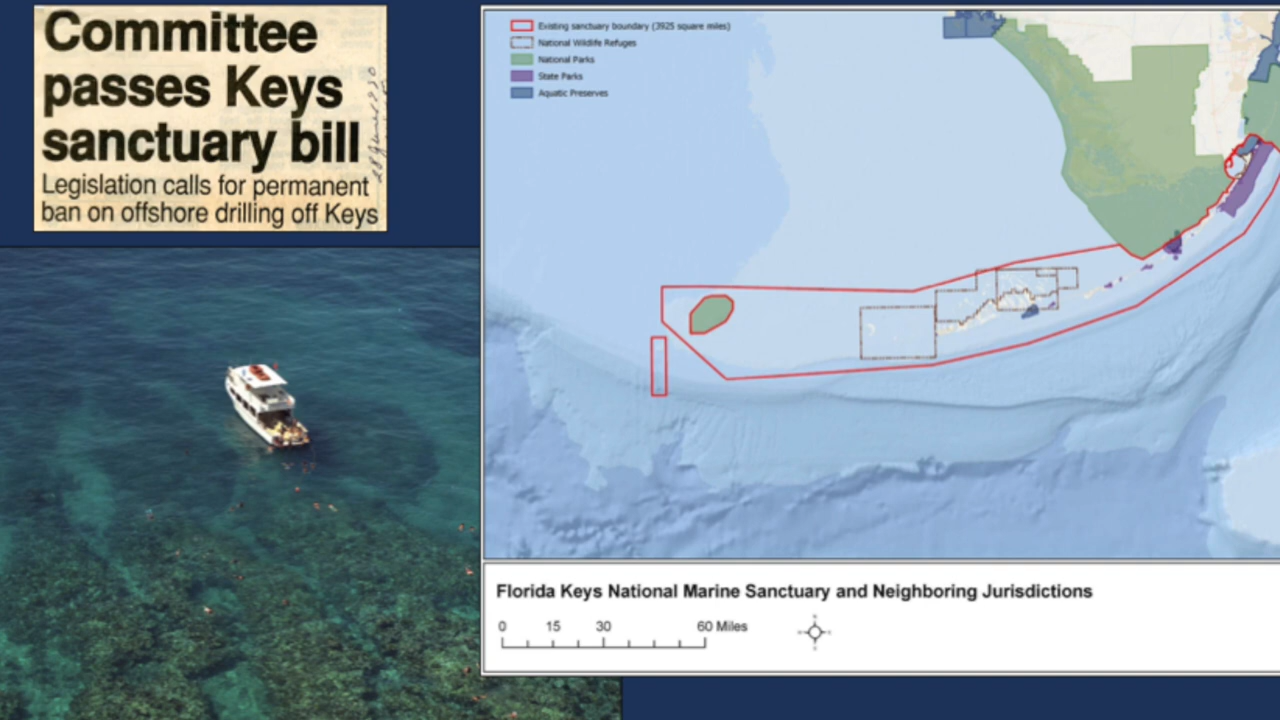 Committee
passes Keys
sanctuary bill
Legislation calls for permanent
ban on offshore drilling off Keys
Existing sanctuary boundary (3925 square miles)
National Wildlife Refuges
National Parks
State Parks
Aquatic Preserves
Florida Keys National Marine Sanctuary and Neighboring Jurisdictions
0 15 30 60 Miles